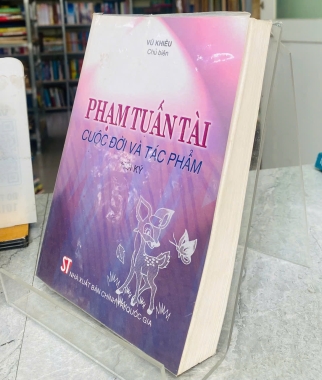 VŨ KHIÊU
Chủ biên
PHẠM TUẤN TÀI
CUỘC ĐỜI VÀ TÁC PHẨM
KỶ
ST NHÀ XUẤT BẢN CHÍNH TRỊ QUỐC GIA